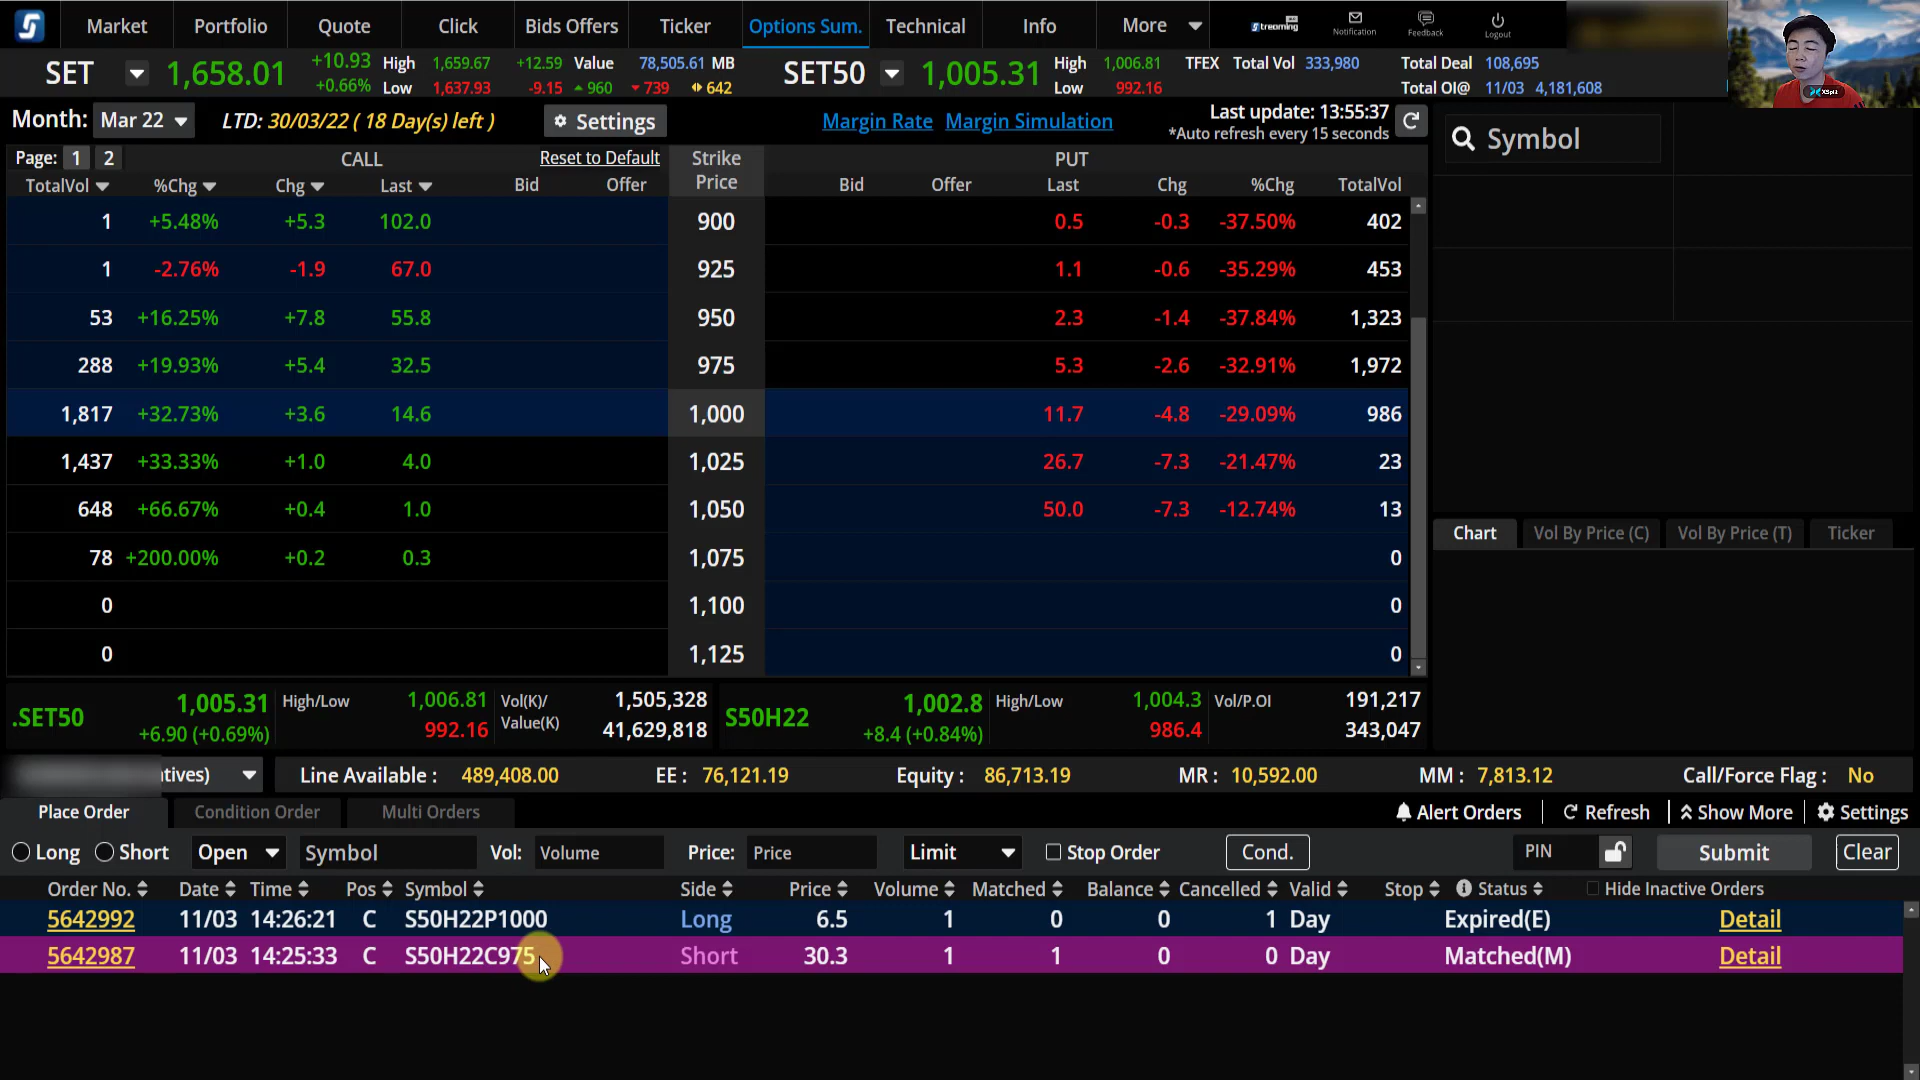 Market Portfolio Quote Click Bids Offers Ticker Options Sum. Technical Info More Streaming Notification Feedback Logout
SET 1,658.01 +10.93 +0.66% High 1,659.67 +12.59 Value 78,505.61 MB
Low 1,637.93 -9.15 960 739 642
SET50 1,005.31 High 1,006.81 TFEX Total Vol 333,980 Total Deal 108,695
Low 992.16 Total OI@ 11/03 4,181,608
XSplit
Month: Mar 22 LTD: 30/03/22 ( 18 Day(s) left ) Settings Margin Rate Margin Simulation Last update: 13:55:37
*Auto refresh every 15 seconds
Symbol
Page: 1 2 CALL Reset to Default Strike Price PUT
TotalVol %Chg Chg Last Bid Offer Bid Offer Last Chg %Chg TotalVol
1 +5.48% +5.3 102.0 900 0.5 -0.3 -37.50% 402
1 -2.76% -1.9 67.0 925 1.1 -0.6 -35.29% 453
53 +16.25% +7.8 55.8 950 2.3 -1.4 -37.84% 1,323
288 +19.93% +5.4 32.5 975 5.3 -2.6 -32.91% 1,972
1,817 +32.73% +3.6 14.6 1,000 11.7 -4.8 -29.09% 986
1,437 +33.33% +1.0 4.0 1,025 26.7 -7.3 -21.47% 23
648 +66.67% +0.4 1.0 1,050 50.0 -7.3 -12.74% 13
78 +200.00% +0.2 0.3 1,075 0
0 1,100 0
0 1,125 0
Chart Vol By Price (C) Vol By Price (T) Ticker
.SET50 1,005.31 +6.90 (+0.69%) High/Low 1,006.81 992.16 Vol(K)/ Value(K) 1,505,328 41,629,818
S50H22 1,002.8 +8.4 (+0.84%) High/Low 1,004.3 986.4 Vol/P.OI 191,217 343,047
tives) Line Available : 489,408.00 EE : 76,121.19 Equity : 86,713.19 MR : 10,592.00 MM : 7,813.12 Call/Force Flag : No
Place Order Condition Order Multi Orders Alert Orders Refresh Show More Settings
Long Short Open Symbol Vol: Volume Price: Price Limit Stop Order Cond. PIN Submit Clear
Order No. Date Time Pos Symbol Side Price Volume Matched Balance Cancelled Valid Stop Status Hide Inactive Orders
5642992 11/03 14:26:21 C S50H22P1000 Long 6.5 1 0 0 1 Day Expired(E) Detail
5642987 11/03 14:25:33 C S50H22C975 Short 30.3 1 1 0 0 Day Matched(M) Detail